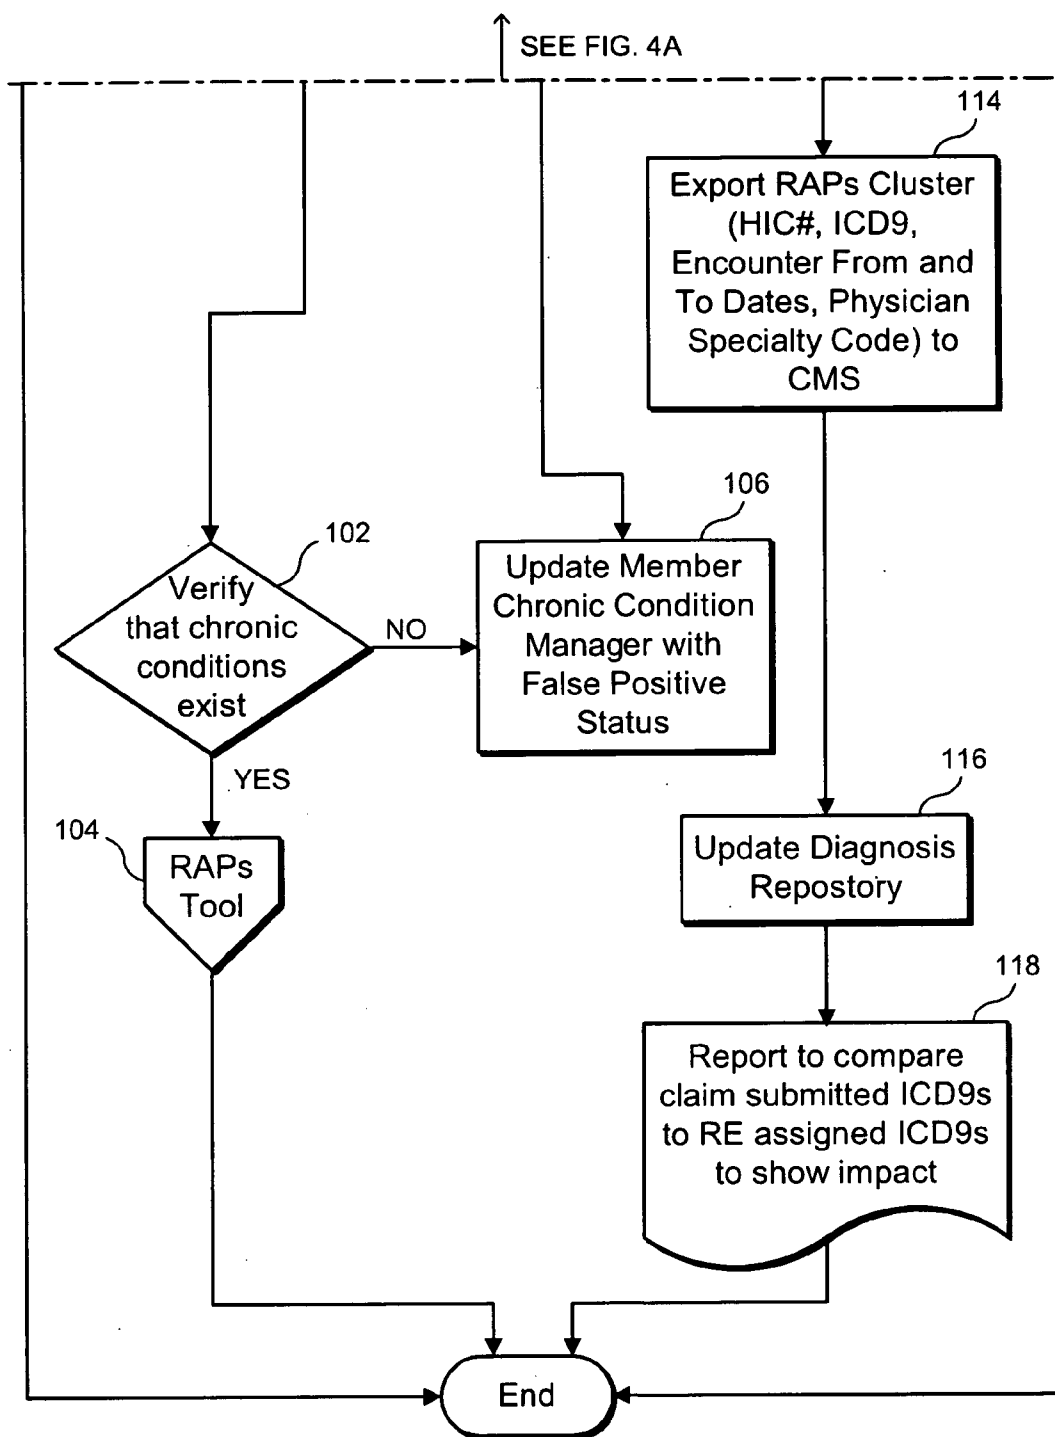 SEE FIG. 4A
114
Export RAPs Cluster
(HIC#, ICD9,
Encounter From and
To Dates, Physician
Specialty Code) to
CMS
102
Verify
that chronic
conditions
exist
NO
106
Update Member
Chronic Condition
Manager with
False Positive
Status
YES
104
RAPs
Tool
116
Update Diagnosis
Repostory
118
Report to compare
claim submitted ICD9s
to RE assigned ICD9s
to show impact
End